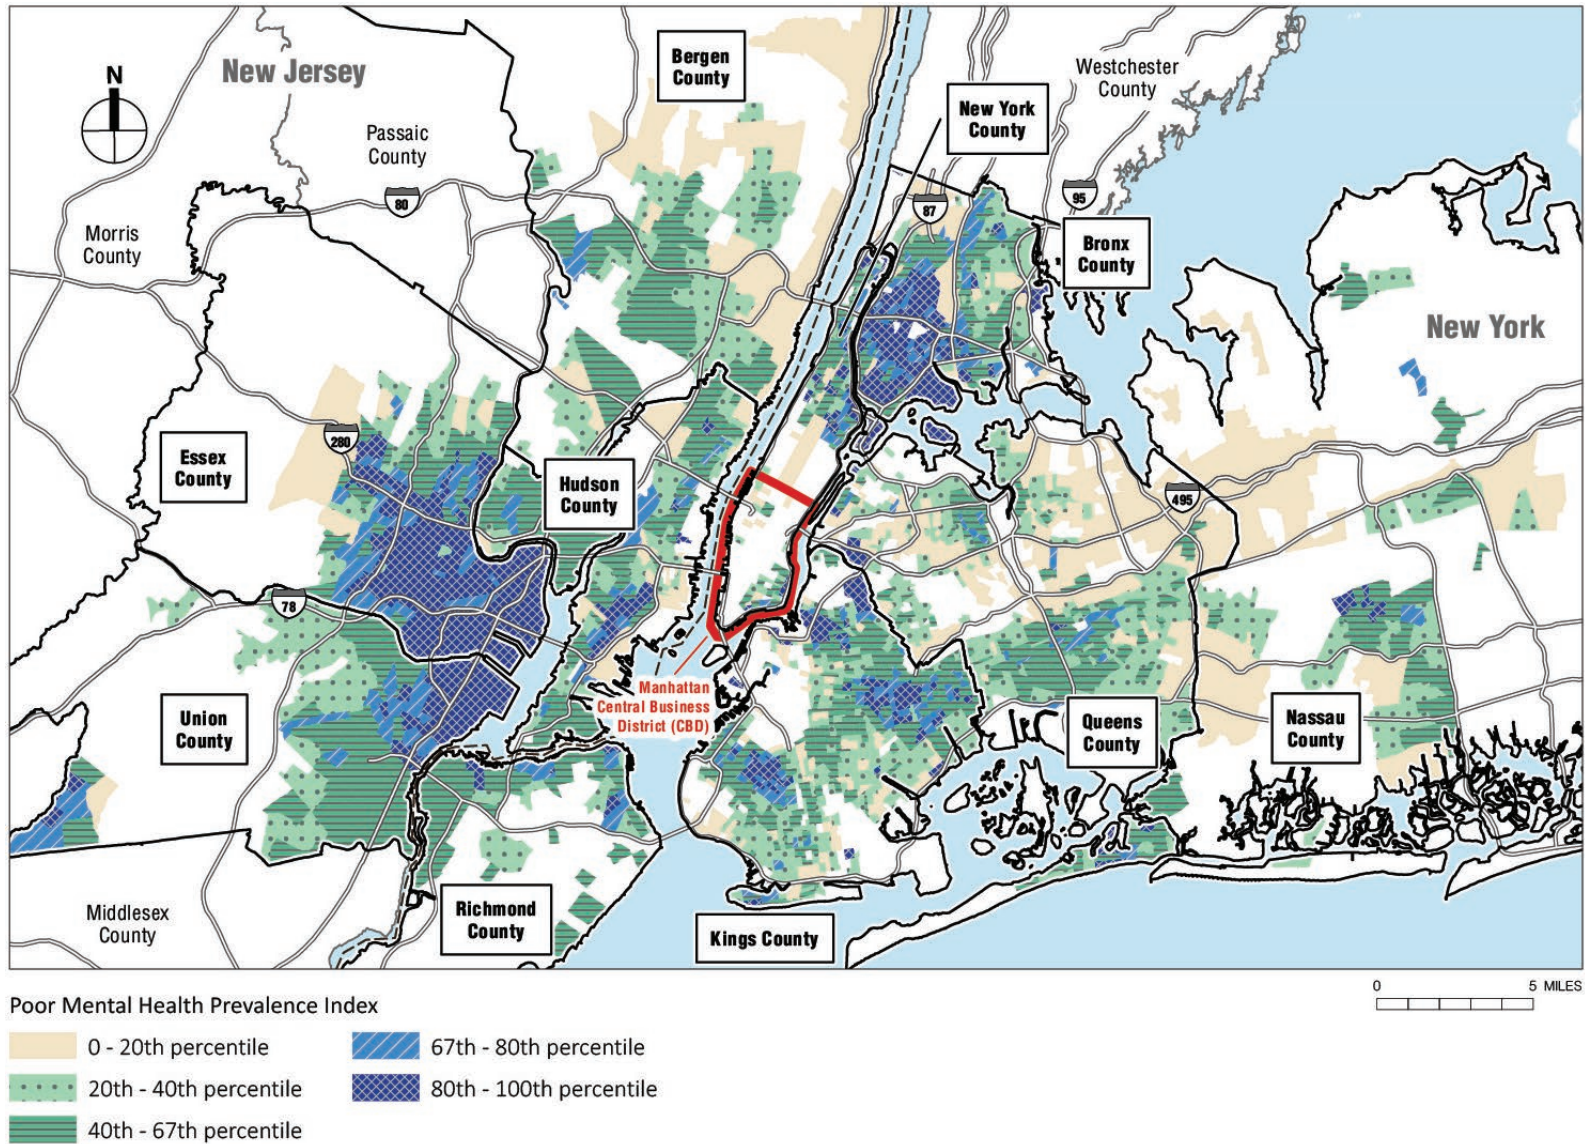 N
New Jersey
Bergen
County
Westchester
County
New York
County
Passaic
County
80
87
95
Morris
County
Bronx
County
New York
280
Essex
County
Hudson
County
495
78
Manhattan
Central Business
District (CBD)
Union
County
Queens
County
Nassau
County
Middlesex
County
Richmond
County
Kings County
0 5 MILES
Poor Mental Health Prevalence Index
0 - 20th percentile
20th - 40th percentile
40th - 67th percentile
67th - 80th percentile
80th - 100th percentile